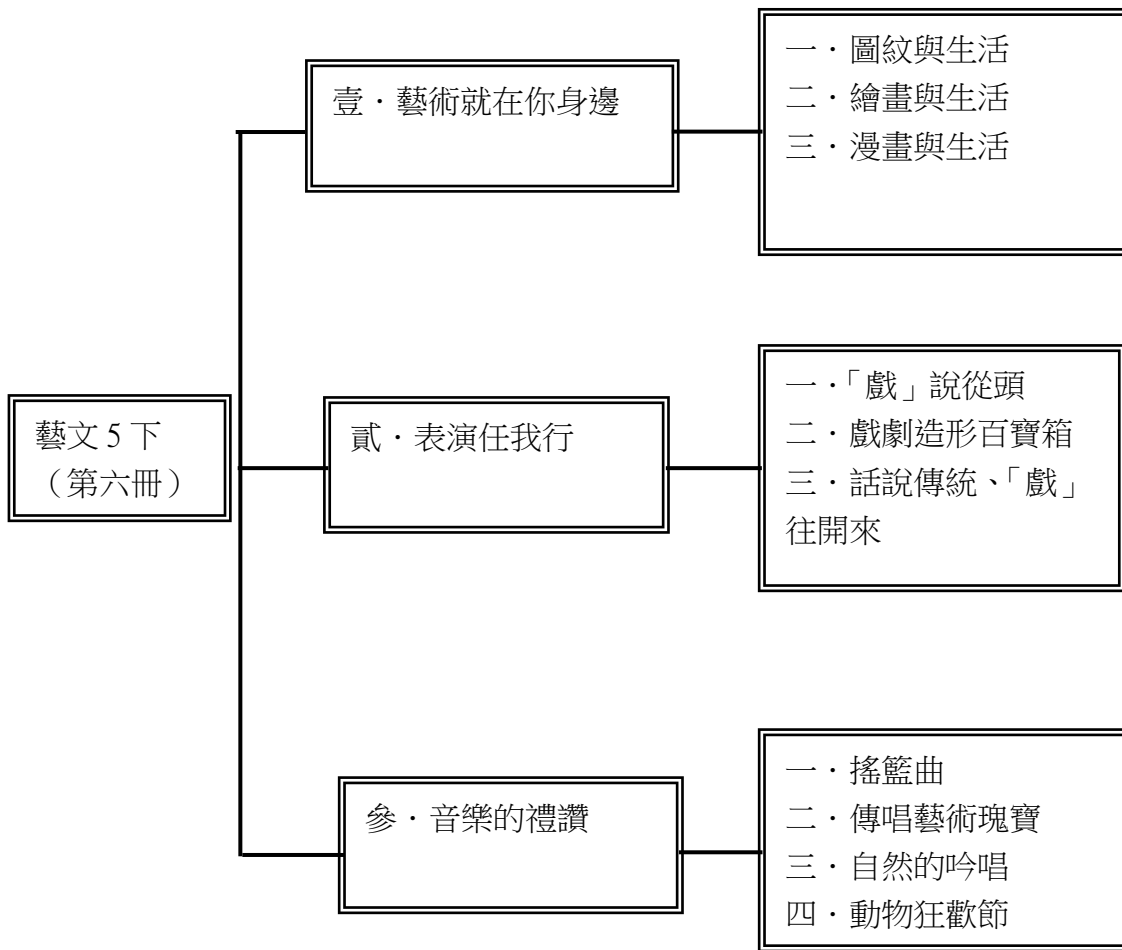 藝文 5 下
（第六冊）
壹．藝術就在你身邊
一．圖紋與生活
二．繪畫與生活
三．漫畫與生活
貳．表演任我行
一．「戲」說從頭
二．戲劇造形百寶箱
三．話說傳統、「戲」
往開來
參．音樂的禮讚
一．搖籃曲
二．傳唱藝術瑰寶
三．自然的吟唱
四．動物狂歡節